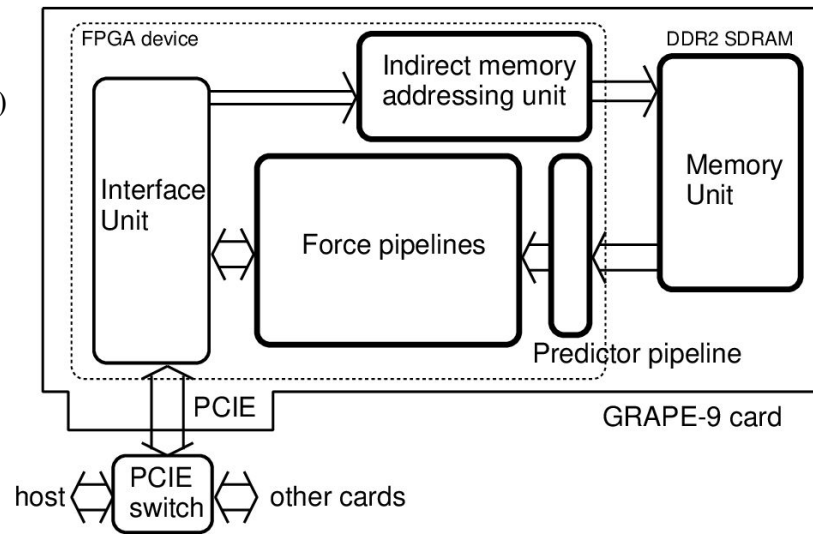 FPGA device
DDR2 SDRAM
)
Indirect memory
addressing unit
Interface
Unit
Memory
Unit
Force pipelines
Predictor pipeline
PCIE
GRAPE-9 card
host
PCIE
switch
other cards